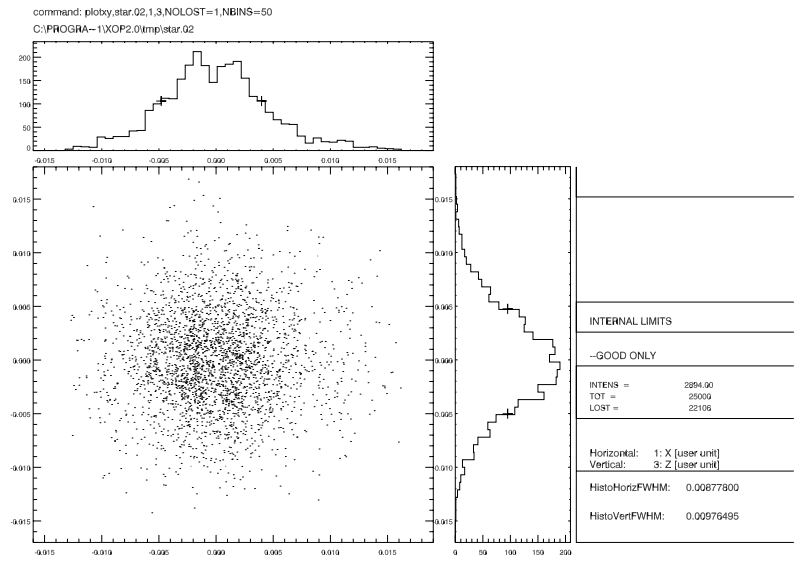 command: plotxy,star.02,1,3,NOLOST=1,NBINS=50
C:\PROGRA~1\XOP2.0\tmp\star.02
200
150
100
50
0
-0.015 -0.010 -0.005 0.000 0.005 0.010 0.015
0.015 0.015
0.010 0.010
0.005 0.005
0.000 0.000
-0.005 -0.005
-0.010 -0.010
-0.015 -0.015
-0.015 -0.010 -0.005 0.000 0.005 0.010 0.015
0 50 100 150 200
INTERNAL LIMITS
--GOOD ONLY
INTENS = 2894.00
TOT = 25000
LOST = 22106
Horizontal: 1: X [user unit]
Vertical: 3: Z [user unit]
HistoHorizFWHM: 0.00877800
HistoVertFWHM: 0.00976495